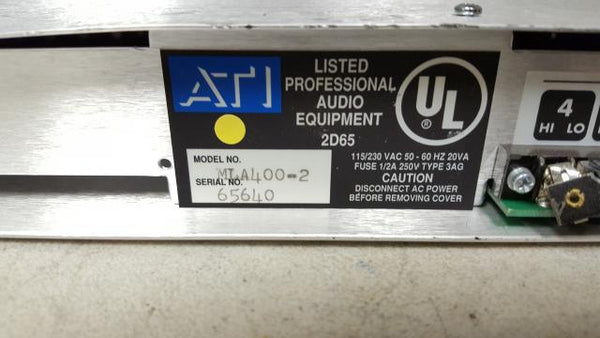 ATI
LISTED
PROFESSIONAL
AUDIO
EQUIPMENT
2D65
UL
®
MODEL NO.
MLA400-2
SERIAL NO.
65640
115/230 VAC 50 - 60 HZ 20VA
FUSE 1/2A 250V TYPE 3AG
CAUTION
DISCONNECT AC POWER
BEFORE REMOVING COVER
4
HI LO